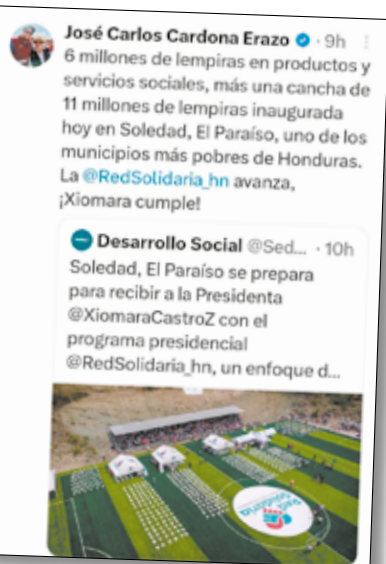 José Carlos Cardona Erazo · 9h
6 millones de lempiras en productos y
servicios sociales, más una cancha de
11 millones de lempiras inaugurada
hoy en Soledad, El Paraíso, uno de los
municipios más pobres de Honduras.
La @RedSolidaria_hn avanza,
¡Xiomara cumple!
Desarrollo Social @Sed... · 10h
Soledad, El Paraíso se prepara
para recibir a la Presidenta
@XiomaraCastroZ con el
programa presidencial
@RedSolidaria_hn, un enfoque d...
Red
Solidaria